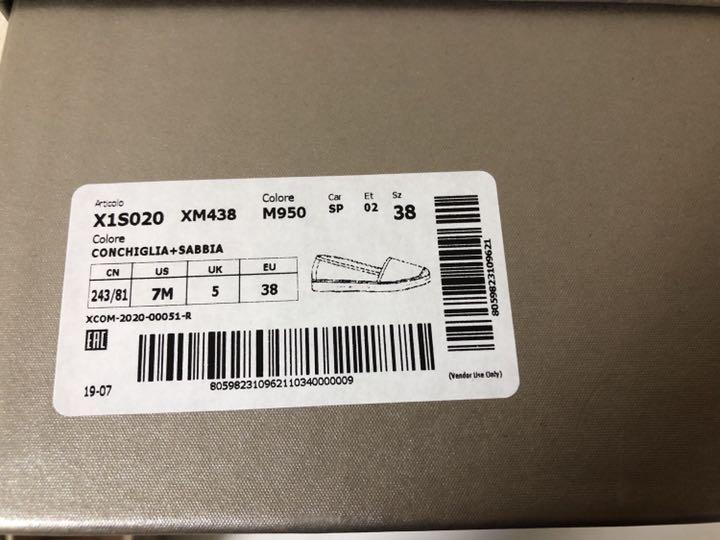 Articolo
X1S020 XM438
Colore
M950
Car
SP
Et
02
Sz
38
Colore
CONCHIGLIA+SABBIA
CN US UK EU
243/81 7M 5 38
XCOM-2020-00051-R
EAC
19-07
805982310962110340000009
8059823109621
(Vendor Use Only)